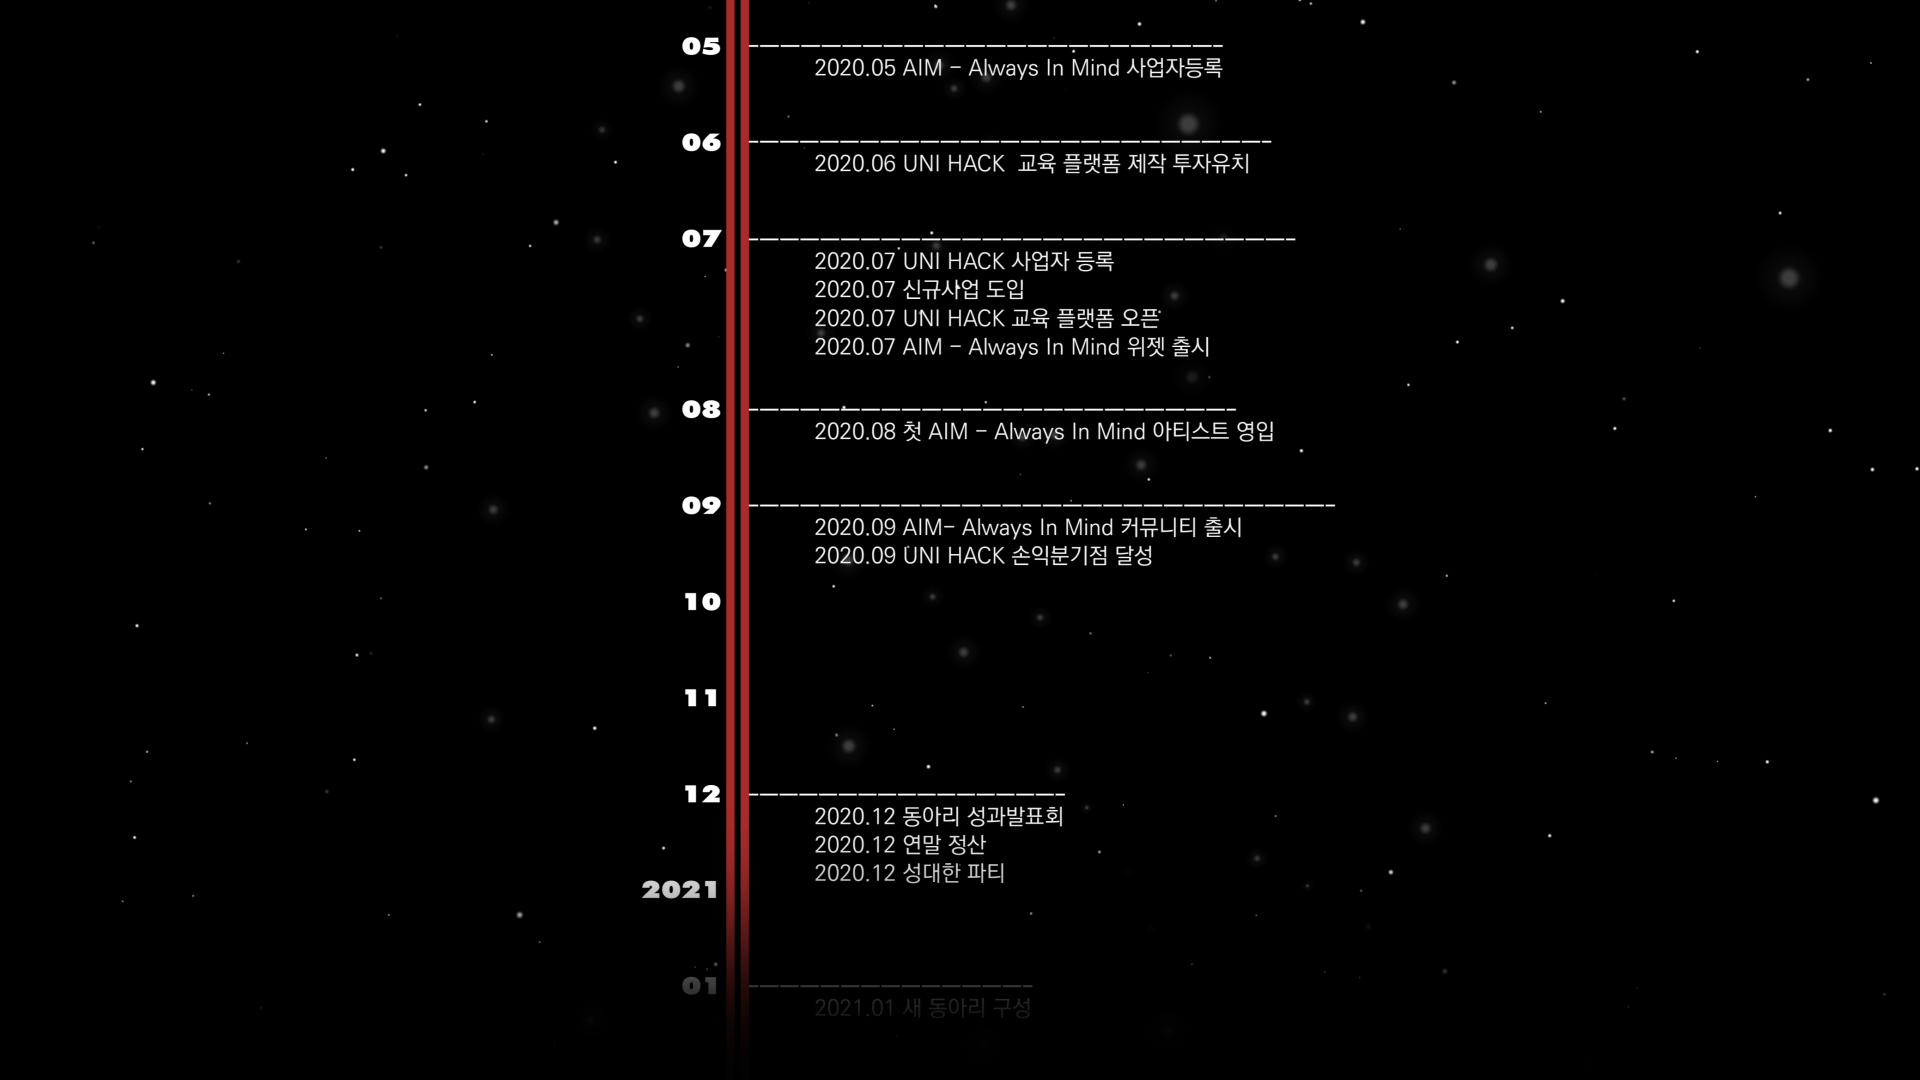 05
2020.05 AIM - Always In Mind 사업자등록
06
2020.06 UNI HACK  교육 플랫폼 제작 투자유치
07
2020.07 UNI HACK 사업자 등록
2020.07 신규사업 도입
2020.07 UNI HACK 교육 플랫폼 오픈
2020.07 AIM - Always In Mind 위젯 출시
08
2020.08 첫 AIM - Always In Mind 아티스트 영입
09
2020.09 AIM- Always In Mind 커뮤니티 출시
2020.09 UNI HACK 손익분기점 달성
10
11
12
2020.12 동아리 성과발표회
2020.12 연말 정산
2020.12 성대한 파티
2021
01
2021.01 새 동아리 구성